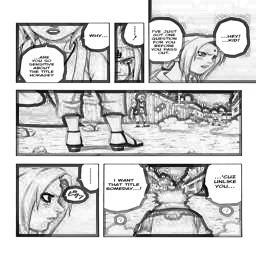 ...HEY!
KID!
I'VE JUST
GOT ONE
QUESTION
FOR YOU
BEFORE
YOU PASS
OUT.
WHY...
...ARE
YOU SO
SENSITIVE
ABOUT
THE TITLE
HOKAGE?
...'CUZ
UNLIKE
YOU...
I WANT
THAT TITLE
SOMEDAY...!